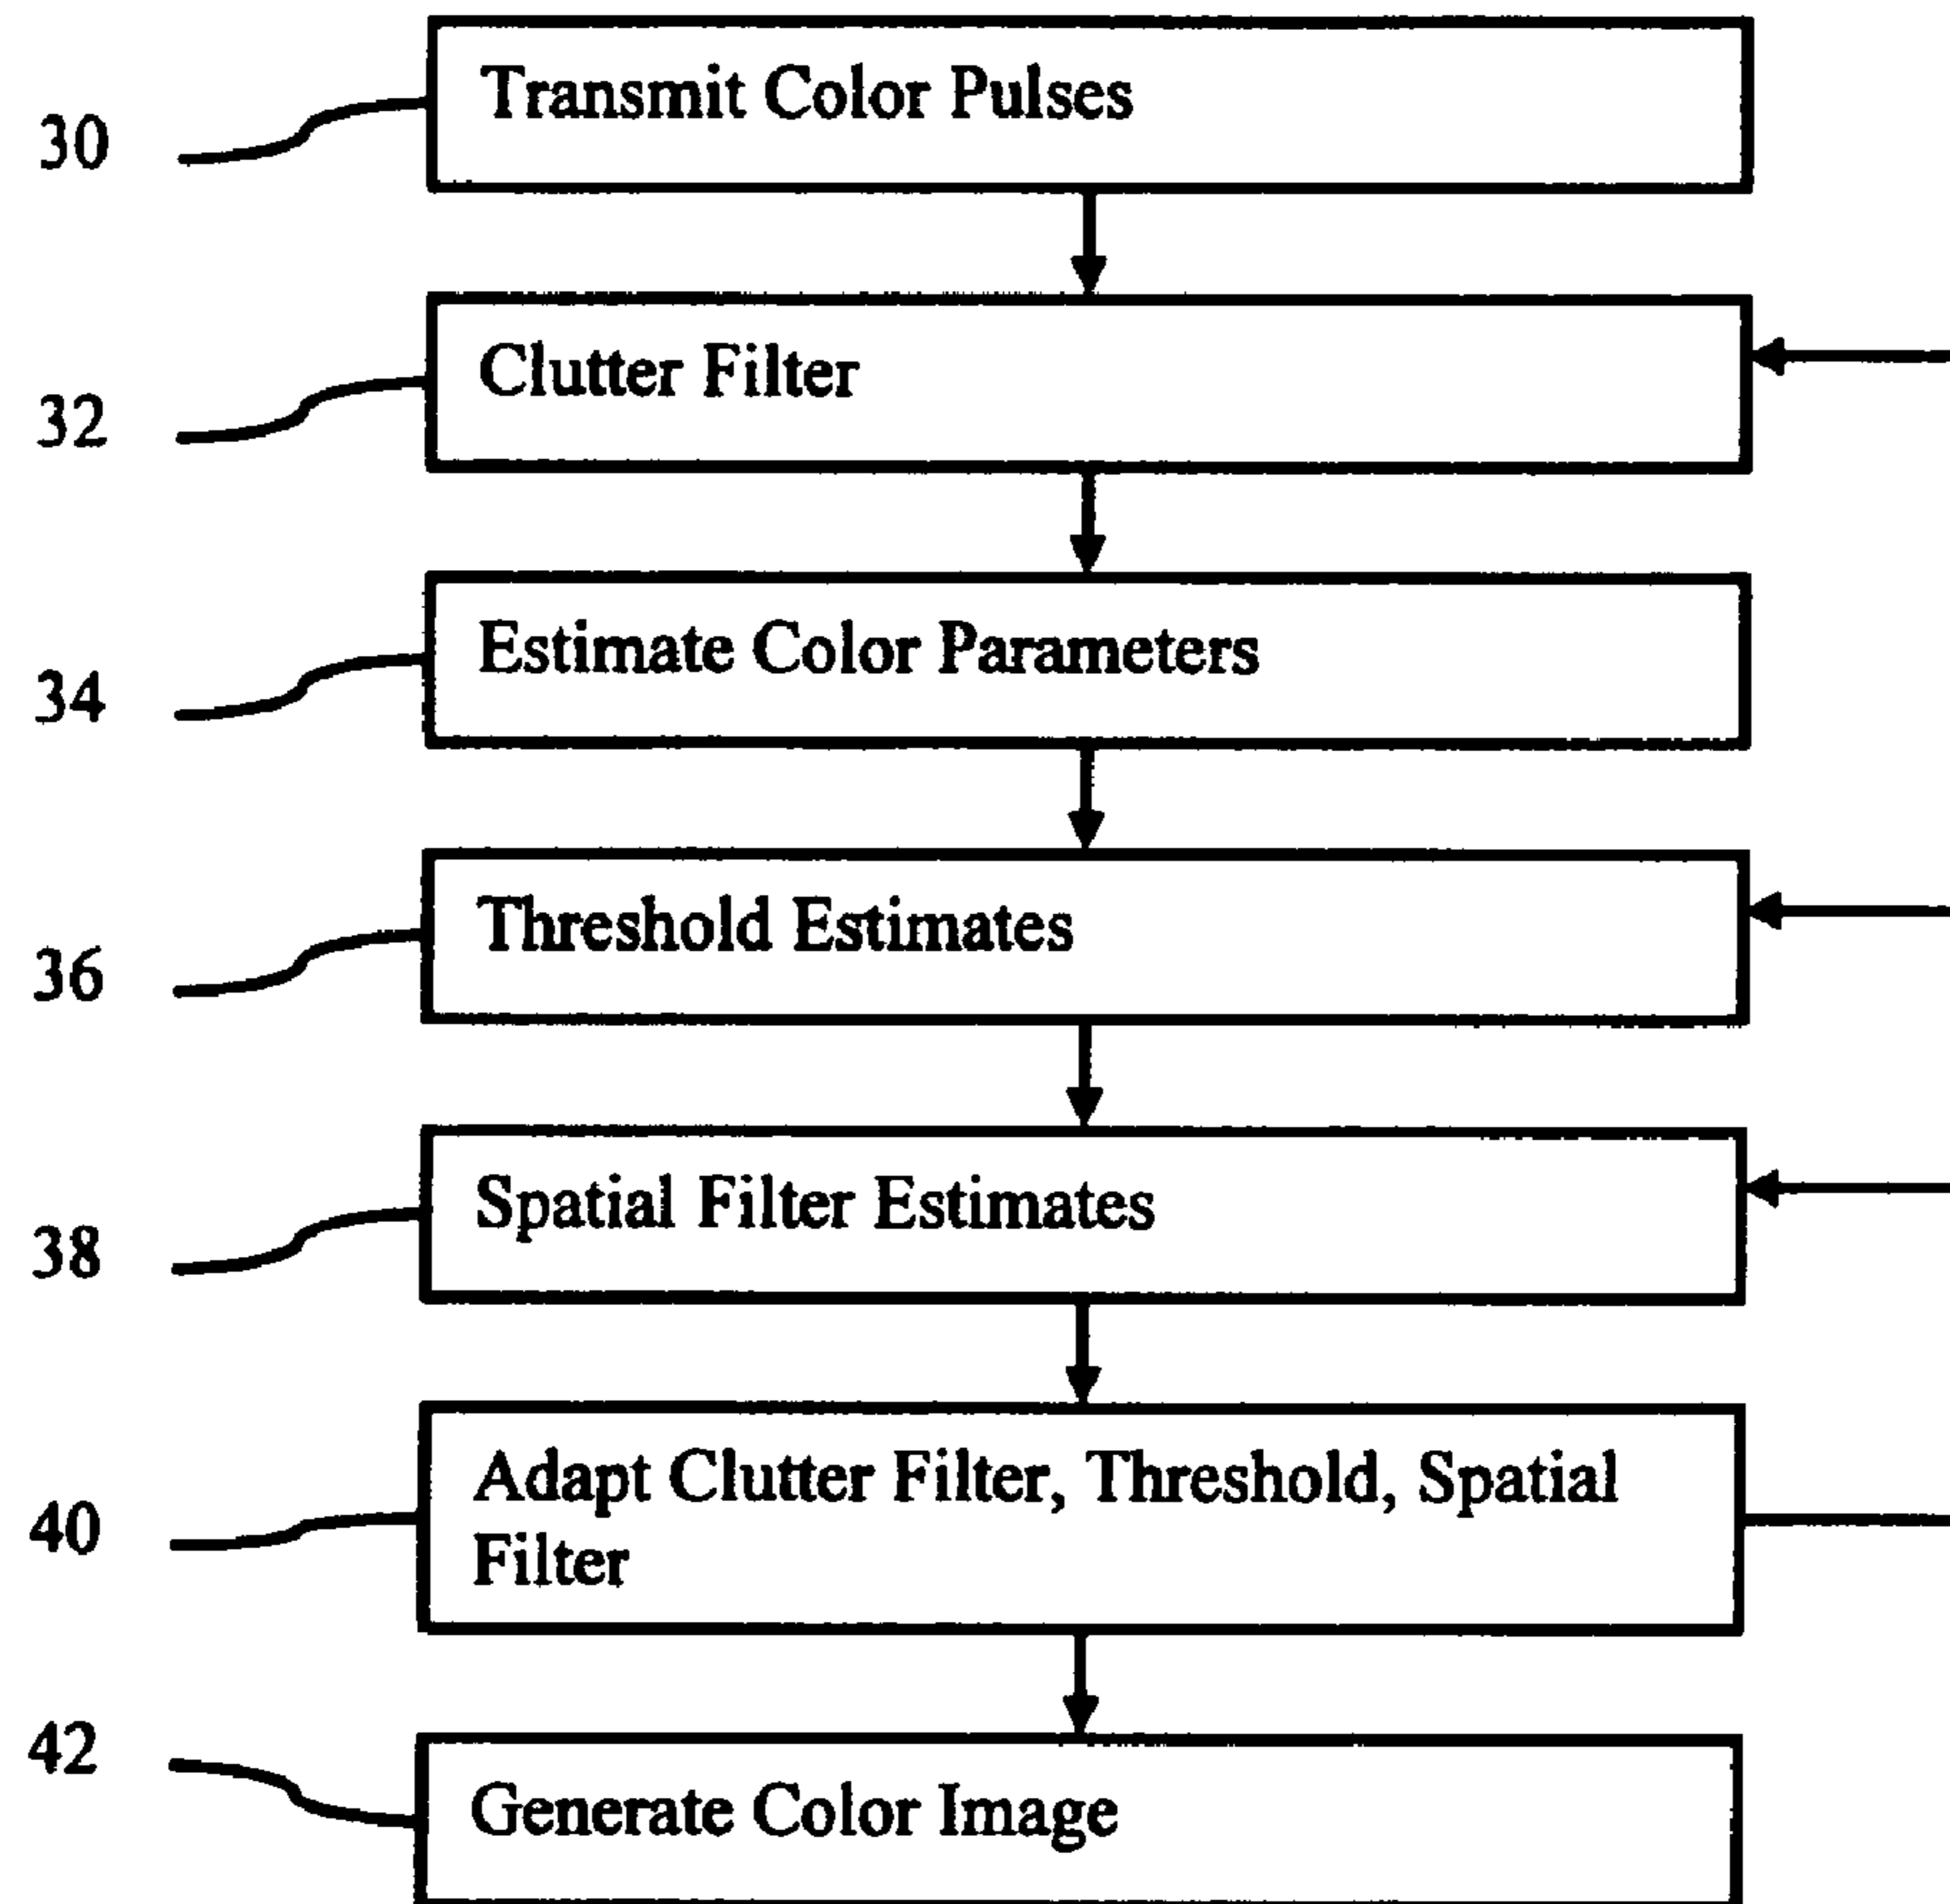 Transmit Color Pulses
30
Clutter Filter
32
Estimate Color Parameters
34
Threshold Estimates
36
Spatial Filter Estimates
38
Adapt Clutter Filter, Threshold, Spatial
Filter
40
42
Generate Color Image